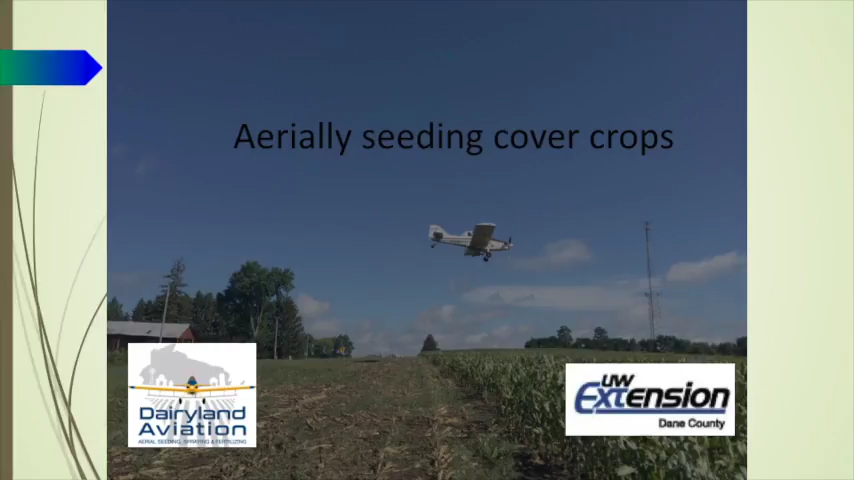 Aerially seeding cover crops
Dairyland
Aviation
AERIAL SEEDING, SPRAYING & FERTILIZING
UW
Extension
Dane County